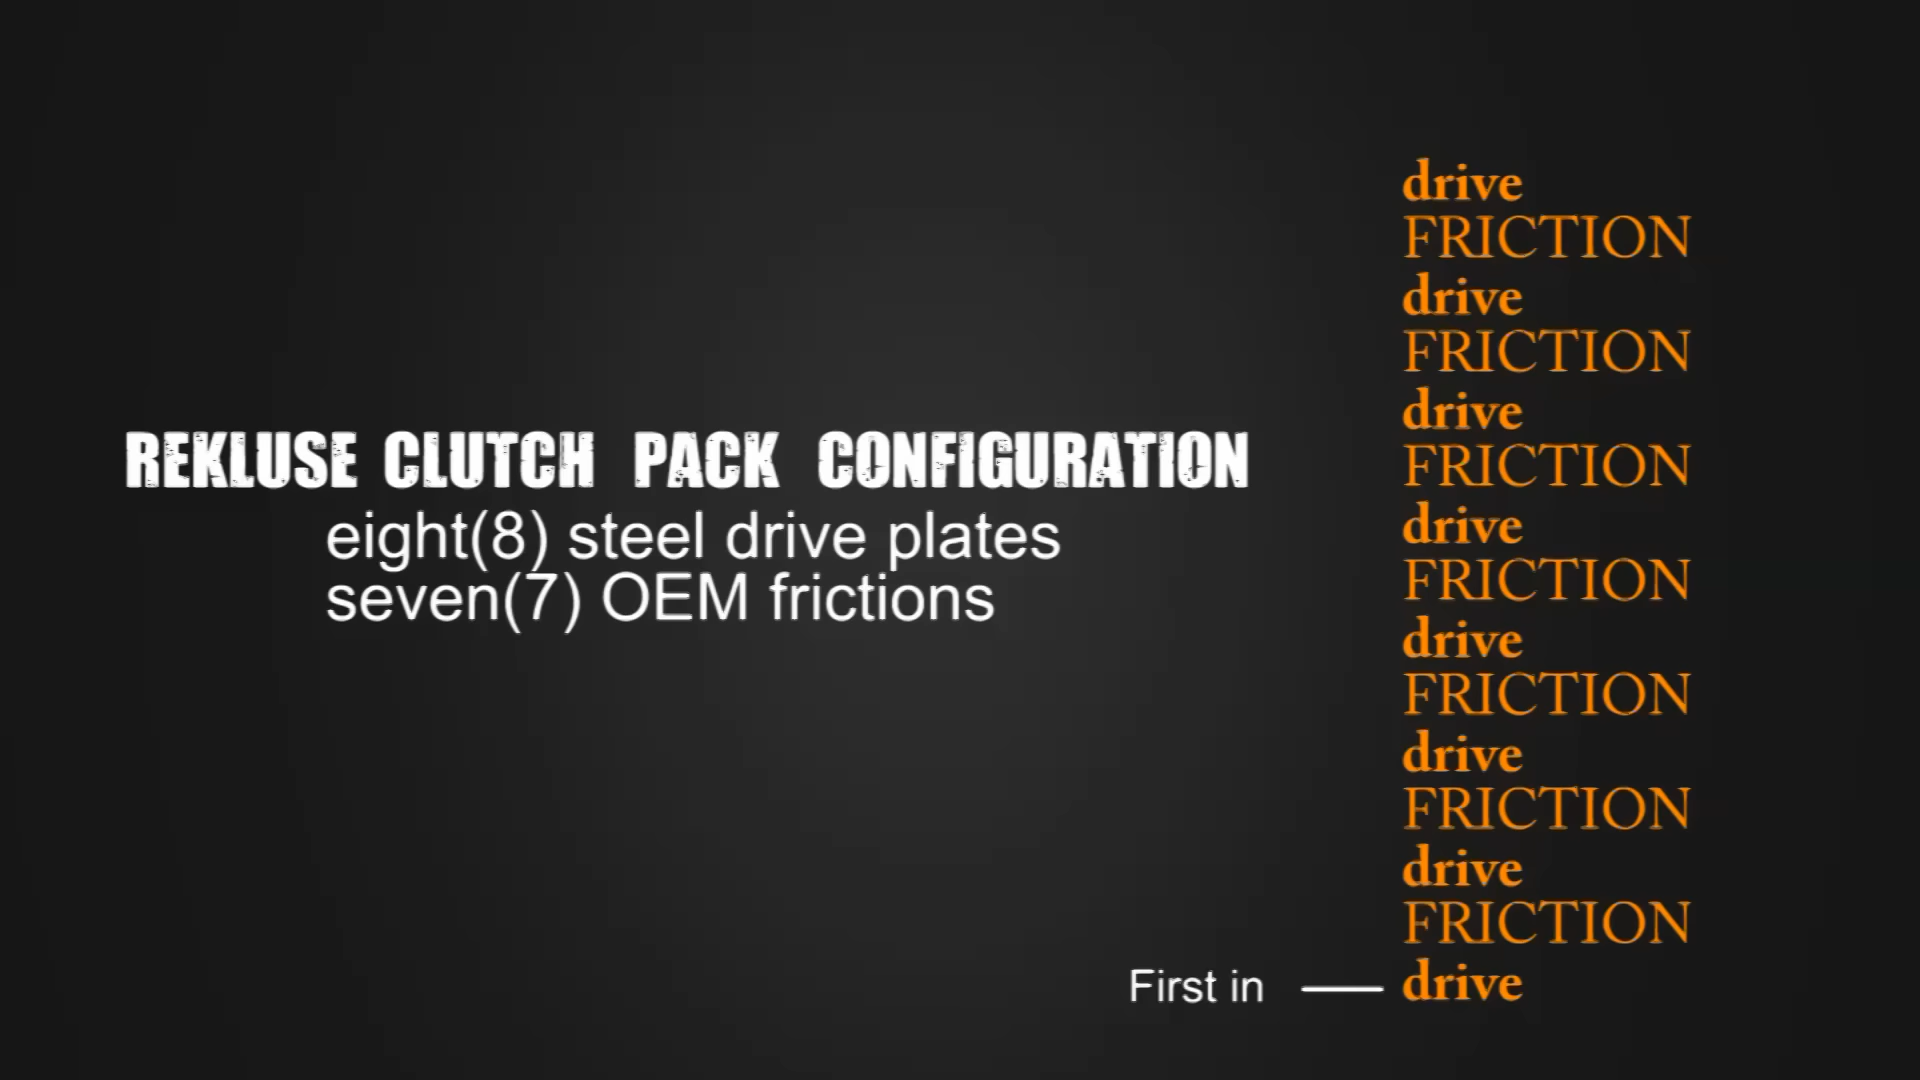 REKLUSE CLUTCH PACK CONFIGURATION
eight(8) steel drive plates
seven(7) OEM frictions
drive
FRICTION
drive
FRICTION
drive
FRICTION
drive
FRICTION
drive
FRICTION
drive
FRICTION
drive
FRICTION
First in — drive